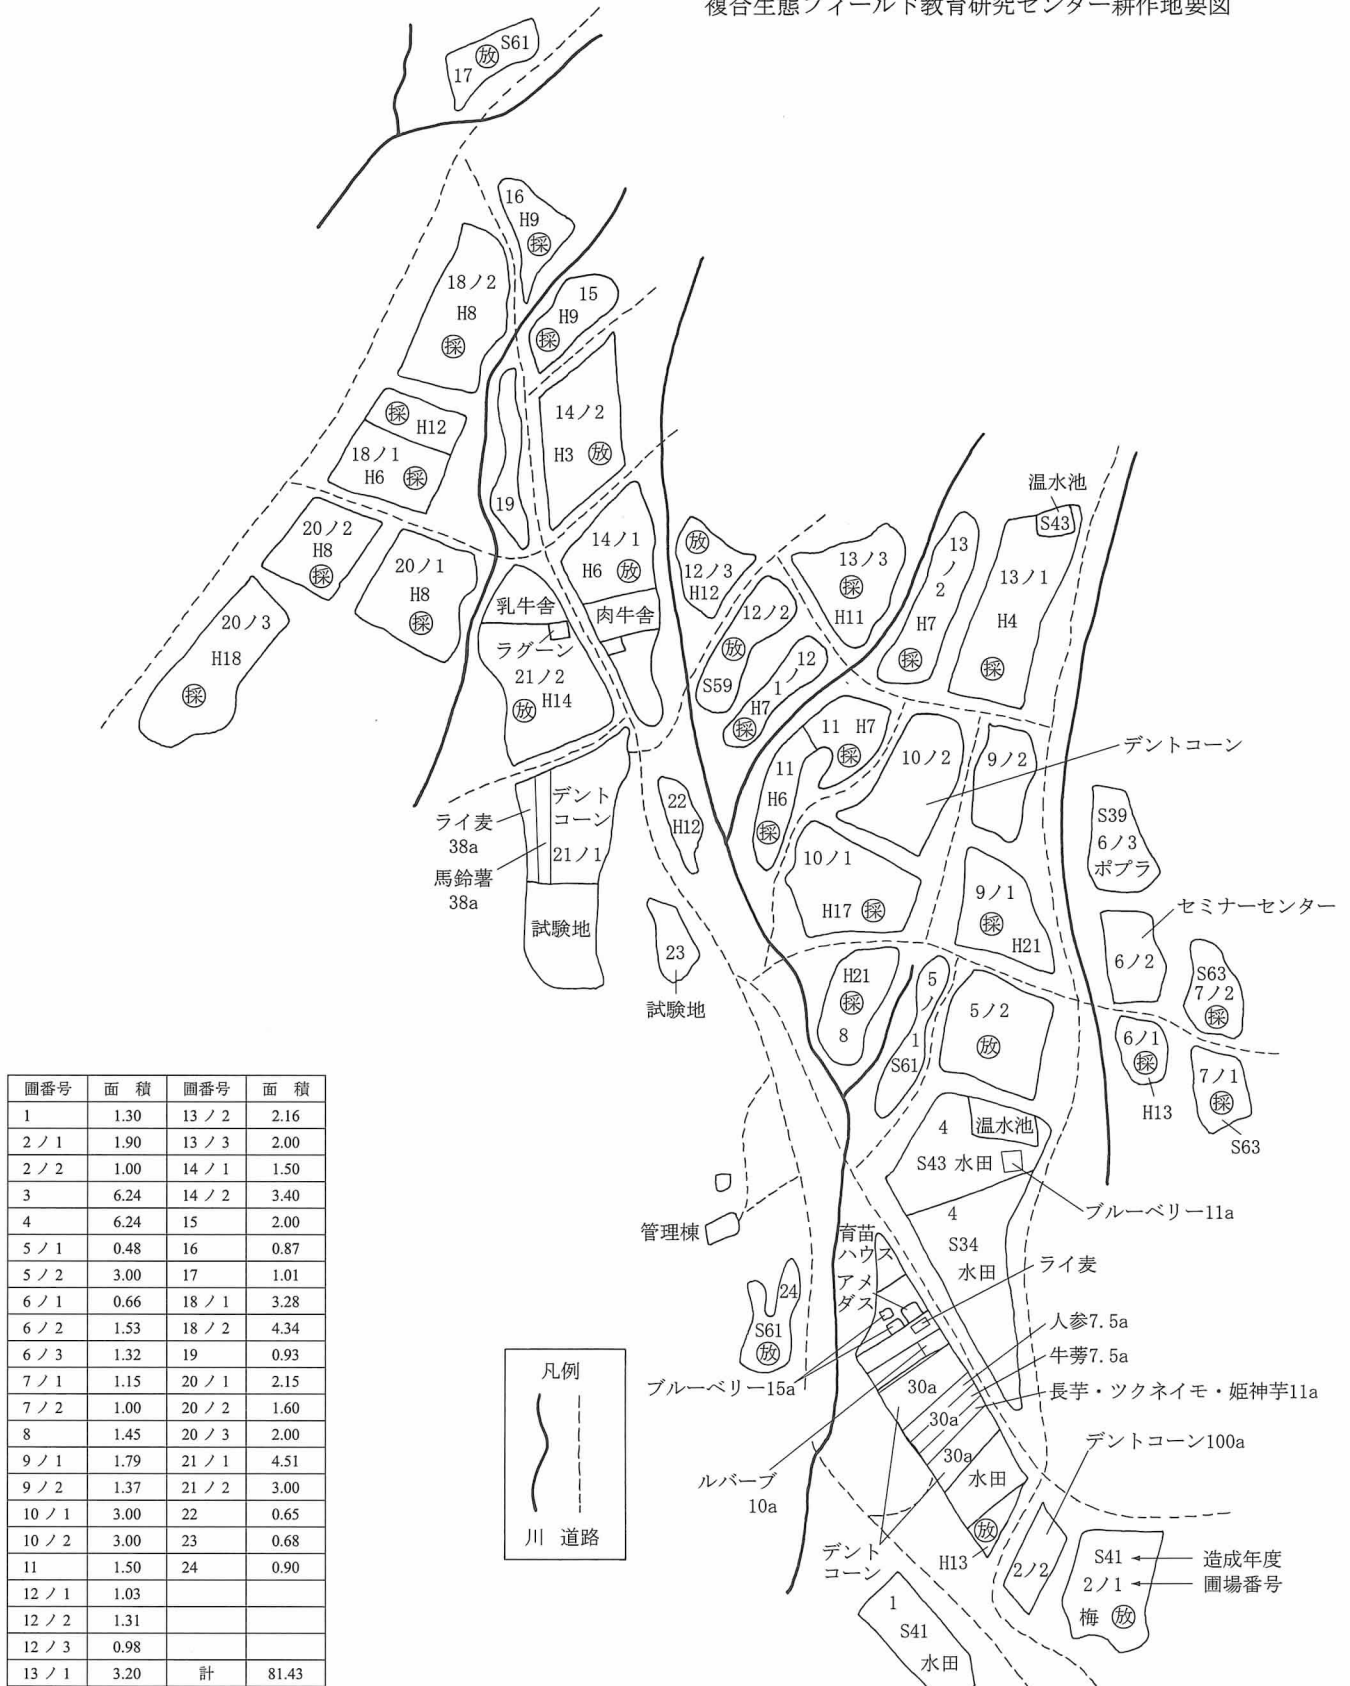 複合生態フィールド教育研究センター耕作地要図
S61
放
17
16
H9
採
18ノ2
H8
採
15
H9
採
採 H12
18ノ1
H6 採
14ノ2
H3 放
19
温水池
S43
20ノ2
H8
採
20ノ1
H8
採
14ノ1
H6 放
放
12ノ3
H12
13ノ3
採
H11
13ノ2
H7
採
13ノ1
H4
採
乳牛舎
肉牛舎
ラグーン
21ノ2
放 H14
12ノ2
放
S59
12ノ1
H7
採
20ノ3
H18
採
11 H7
採
11
H6
採
10ノ2
9ノ2
デントコーン
ライ麦
38a
馬鈴薯
38a
デント
コーン
21ノ1
試験地
22
H12
23
試験地
10ノ1
H17 採
9ノ1
採
H21
S39
6ノ3
ポプラ
セミナーセンター
6ノ2
S63
7ノ2
採
6ノ1
採
H13
7ノ1
採
S63
H21
採
8
5ノ1
S61
5ノ2
放
4 温水池
S43 水田
ブルーベリー11a
4
S34
水田
管理棟
育苗
ハウス
アメ
ダス
ライ麦
24
S61
放
ブルーベリー15a
人参7.5a
牛蒡7.5a
長芋・ツクネイモ・姫神芋11a
30a
30a
30a
水田
ルバーブ
10a
デントコーン100a
デント
コーン
放
H13
2ノ2
S41 造成年度
2ノ1 圃場番号
梅 放
1
S41
水田
凡例
川 道路
圃番号 面 積 圃番号 面 積
1 1.30 13ノ2 2.16
2ノ1 1.90 13ノ3 2.00
2ノ2 1.00 14ノ1 1.50
3 6.24 14ノ2 3.40
4 6.24 15 2.00
5ノ1 0.48 16 0.87
5ノ2 3.00 17 1.01
6ノ1 0.66 18ノ1 3.28
6ノ2 1.53 18ノ2 4.34
6ノ3 1.32 19 0.93
7ノ1 1.15 20ノ1 2.15
7ノ2 1.00 20ノ2 1.60
8 1.45 20ノ3 2.00
9ノ1 1.79 21ノ1 4.51
9ノ2 1.37 21ノ2 3.00
10ノ1 3.00 22 0.65
10ノ2 3.00 23 0.68
11 1.50 24 0.90
12ノ1 1.03
12ノ2 1.31
12ノ3 0.98
13ノ1 3.20 計 81.43